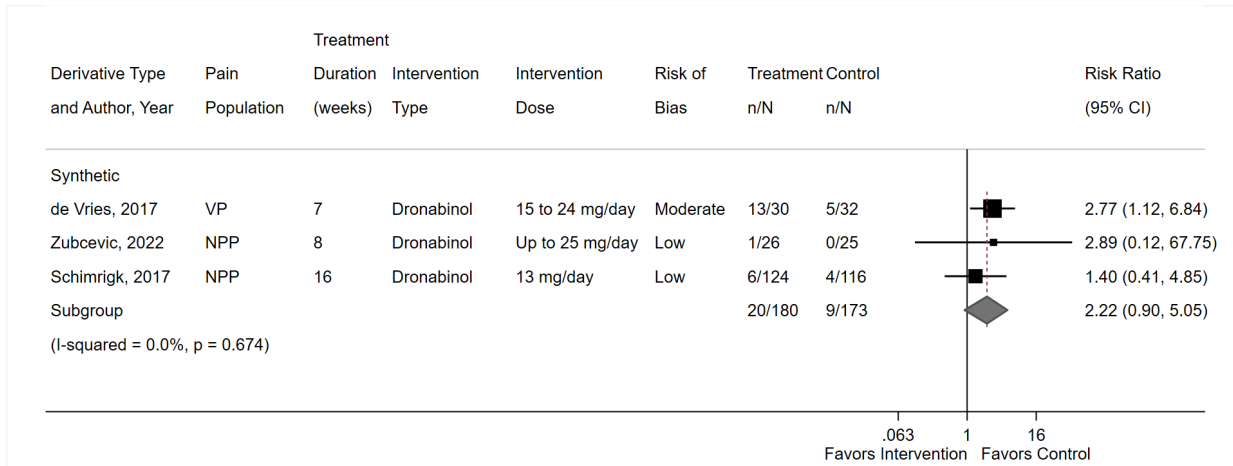 Treatment
Derivative Type Pain Duration Intervention Intervention Risk of Treatment Control Risk Ratio
and Author, Year Population (weeks) Type Dose Bias n/N n/N (95% CI)
Synthetic
de Vries, 2017 VP 7 Dronabinol 15 to 24 mg/day Moderate 13/30 5/32 2.77 (1.12, 6.84)
Zubcevic, 2022 NPP 8 Dronabinol Up to 25 mg/day Low 1/26 0/25 2.89 (0.12, 67.75)
Schimrigk, 2017 NPP 16 Dronabinol 13 mg/day Low 6/124 4/116 1.40 (0.41, 4.85)
Subgroup 20/180 9/173 2.22 (0.90, 5.05)
(I-squared = 0.0%, p = 0.674)
.063 1 16
Favors Intervention Favors Control